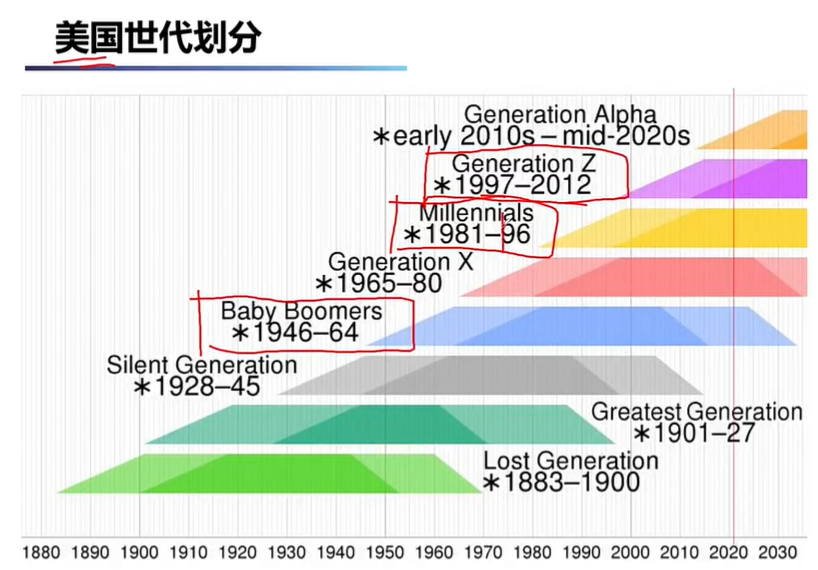 美国世代划分
Generation Alpha
∗early 2010s – mid-2020s
Generation Z
∗1997–2012
Millennials
∗1981–96
Generation X
∗1965–80
Baby Boomers
∗1946–64
Silent Generation
∗1928–45
Greatest Generation
∗1901–27
Lost Generation
∗1883–1900
1880 1890 1900 1910 1920 1930 1940 1950 1960 1970 1980 1990 2000 2010 2020 2030